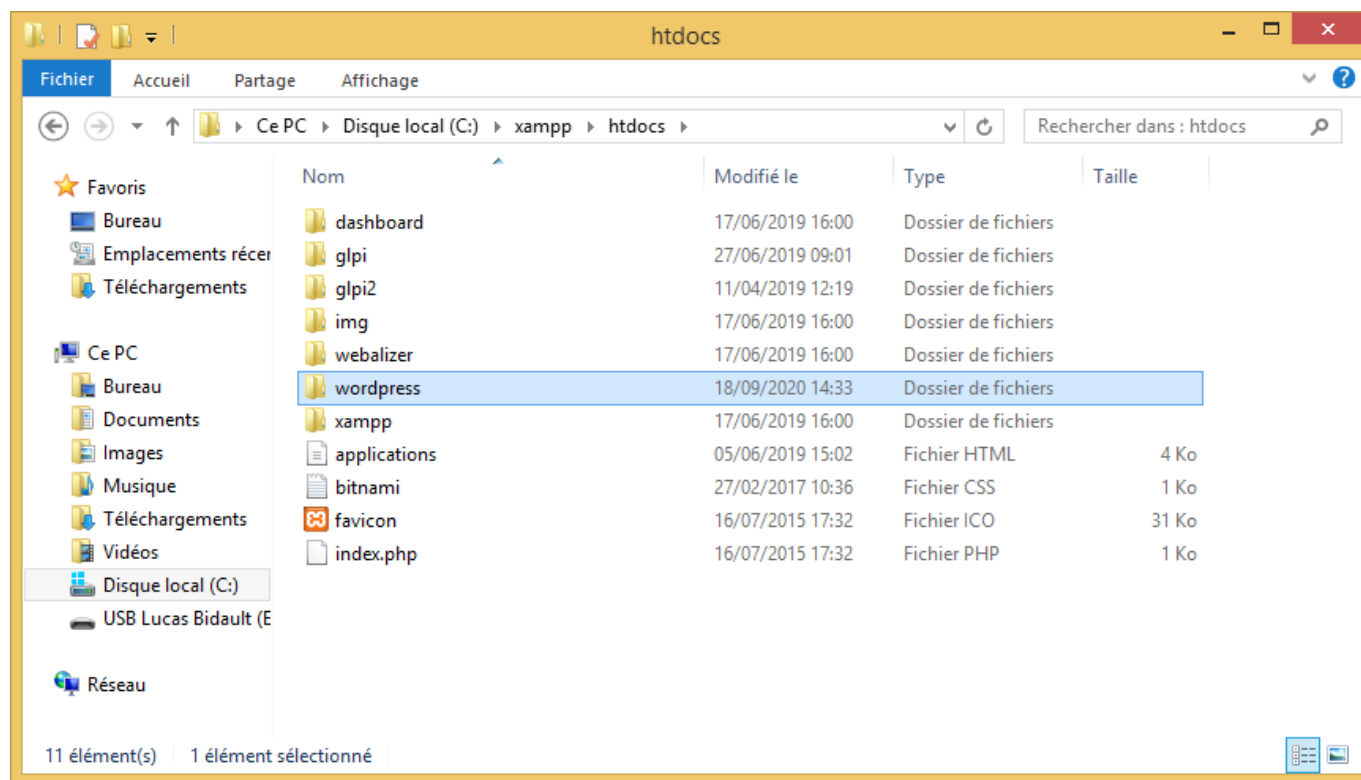 htdocs
Fichier Accueil Partage Affichage
Ce PC Disque local (C:) xampp htdocs Rechercher dans : htdocs
Favoris
Bureau
Emplacements récer
Téléchargements
Ce PC
Bureau
Documents
Images
Musique
Téléchargements
Vidéos
Disque local (C:)
USB Lucas Bidault (E
Réseau
Nom Modifié le Type Taille
dashboard 17/06/2019 16:00 Dossier de fichiers
glpi 27/06/2019 09:01 Dossier de fichiers
glpi2 11/04/2019 12:19 Dossier de fichiers
img 17/06/2019 16:00 Dossier de fichiers
webalizer 17/06/2019 16:00 Dossier de fichiers
wordpress 18/09/2020 14:33 Dossier de fichiers
xampp 17/06/2019 16:00 Dossier de fichiers
applications 05/06/2019 15:02 Fichier HTML 4 Ko
bitnami 27/02/2017 10:36 Fichier CSS 1 Ko
favicon 16/07/2015 17:32 Fichier ICO 31 Ko
index.php 16/07/2015 17:32 Fichier PHP 1 Ko
11 élément(s) 1 élément sélectionné